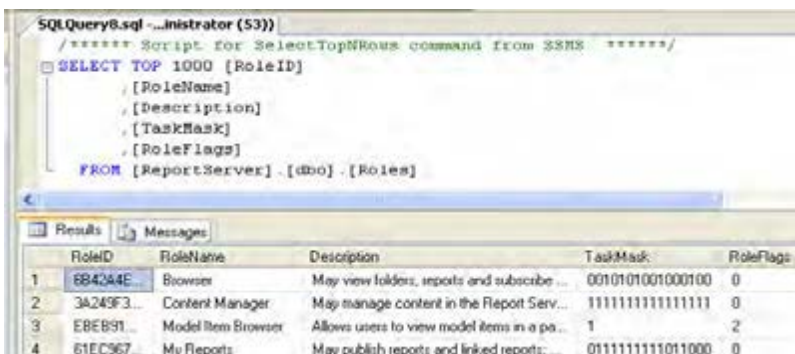 SQLQuery8.sql -...inistrator (53))
/****** Script for SelectTopNRows command from SSMS ******/
SELECT TOP 1000 [RoleID]
,[RoleName]
,[Description]
,[TaskMask]
,[RoleFlags]
FROM [ReportServer].[dbo].[Roles]
Results Messages
RoleID RoleName Description TaskMask RoleFlags
1 6B42A4E... Browser May view folders, reports and subscribe ... 0010101001000100 0
2 3A249F3... Content Manager May manage content in the Report Serv... 1111111111111111 0
3 EBEB91... Model Item Browser Allows users to view model items in a pa... 1 2
4 61EC967... My Reports May publish reports and linked reports; ... 0111111111011000 0